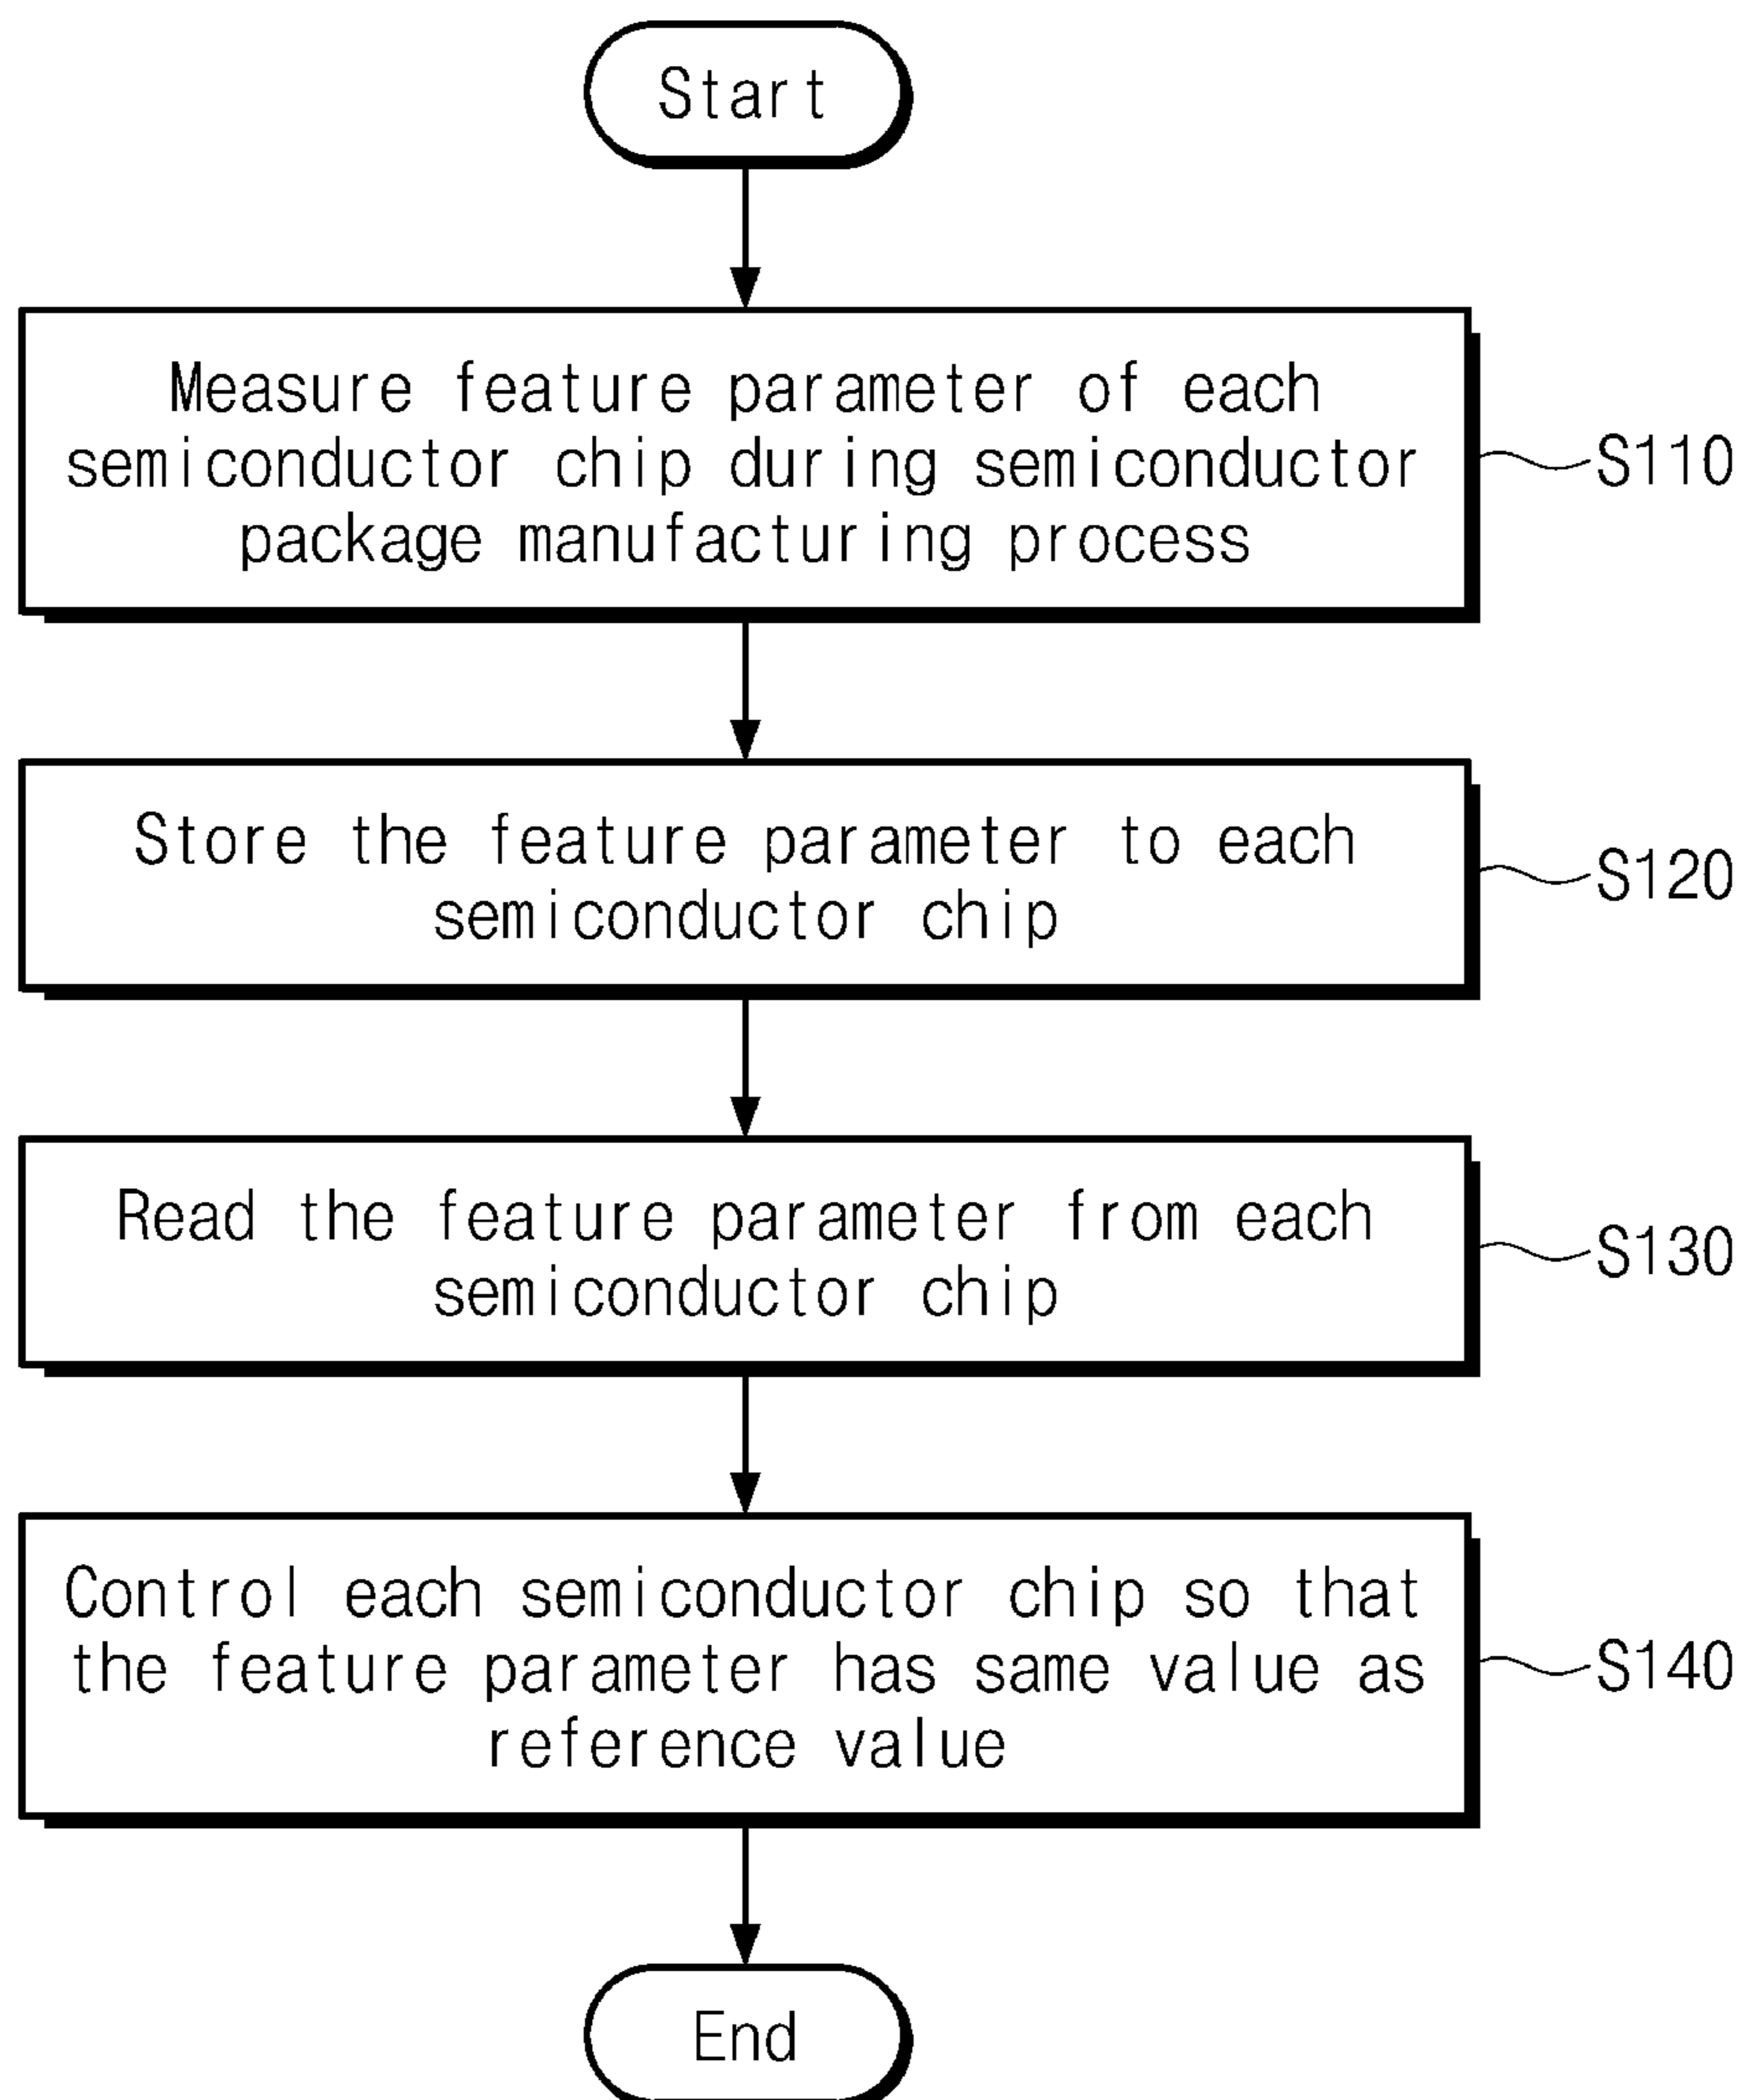 Start
Measure feature parameter of each
semiconductor chip during semiconductor
package manufacturing process
S110
Store the feature parameter to each
semiconductor chip
S120
Read the feature parameter from each
semiconductor chip
S130
Control each semiconductor chip so that
the feature parameter has same value as
reference value
S140
End